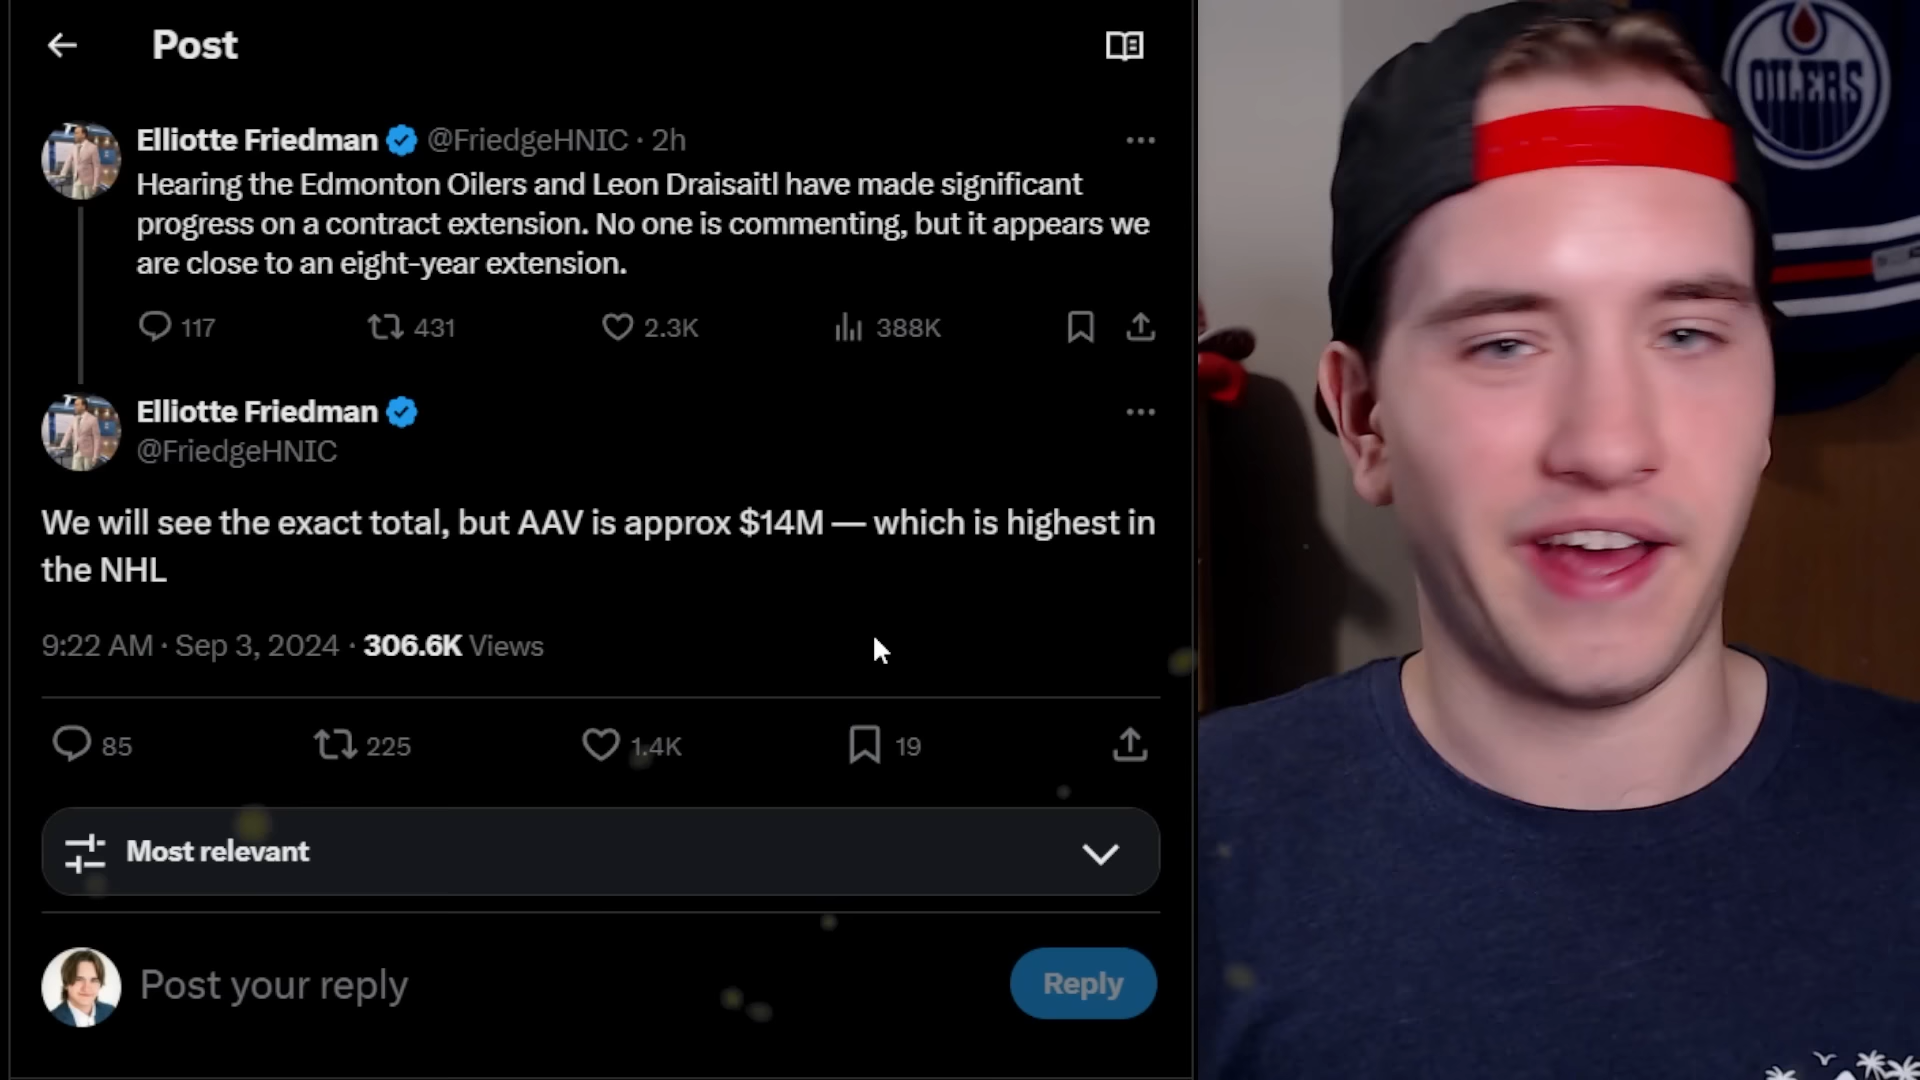 Post
Elliotte Friedman @FriedgeHNIC · 2h
Hearing the Edmonton Oilers and Leon Draisaitl have made significant
progress on a contract extension. No one is commenting, but it appears we
are close to an eight-year extension.
117 431 2.3K 388K
Elliotte Friedman
@FriedgeHNIC
We will see the exact total, but AAV is approx $14M — which is highest in
the NHL
9:22 AM · Sep 3, 2024 · 306.6K Views
85 225 1.4K 19
Most relevant
Post your reply
Reply
OILERS